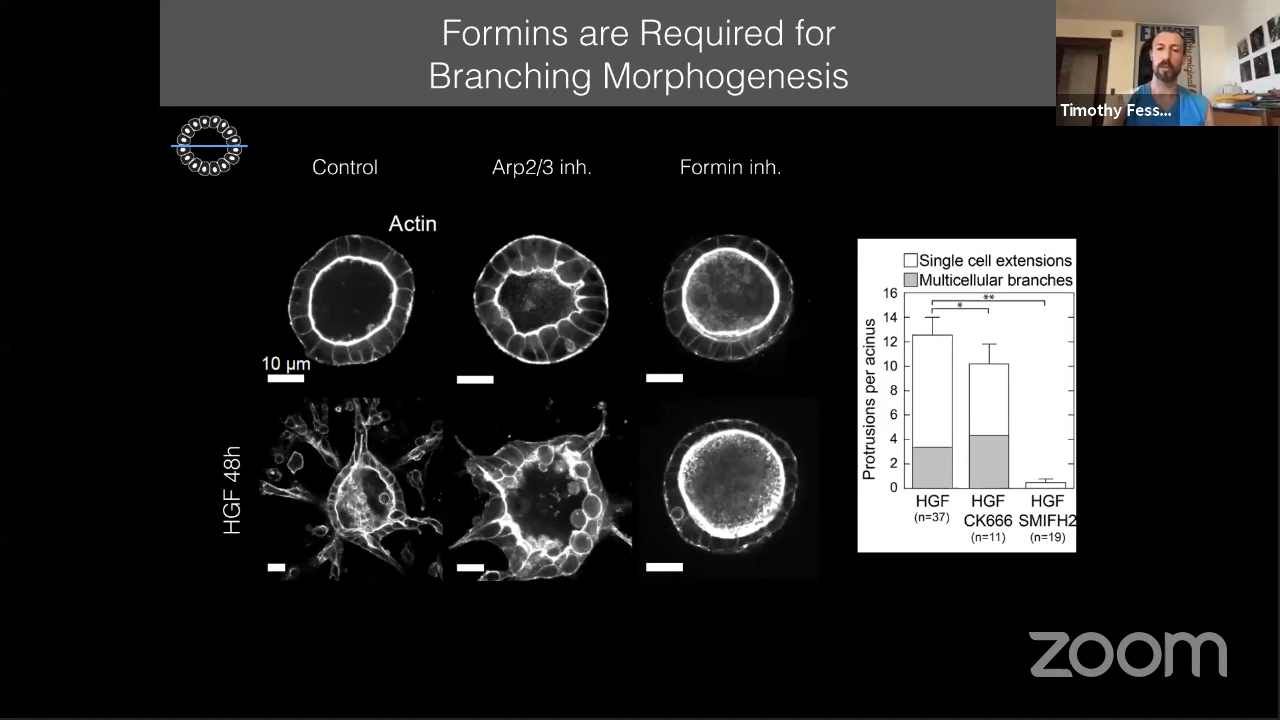 Formins are Required for
Branching Morphogenesis
Timothy Fess...
Control
Arp2/3 inh.
Formin inh.
Actin
10 µm
HGF 48h
Single cell extensions
Multicellular branches
Protrusions per acinus
16
14
12
10
8
6
4
2
0
**
*
HGF
(n=37)
HGF
CK666
(n=11)
HGF
SMIFH2
(n=19)
zoom